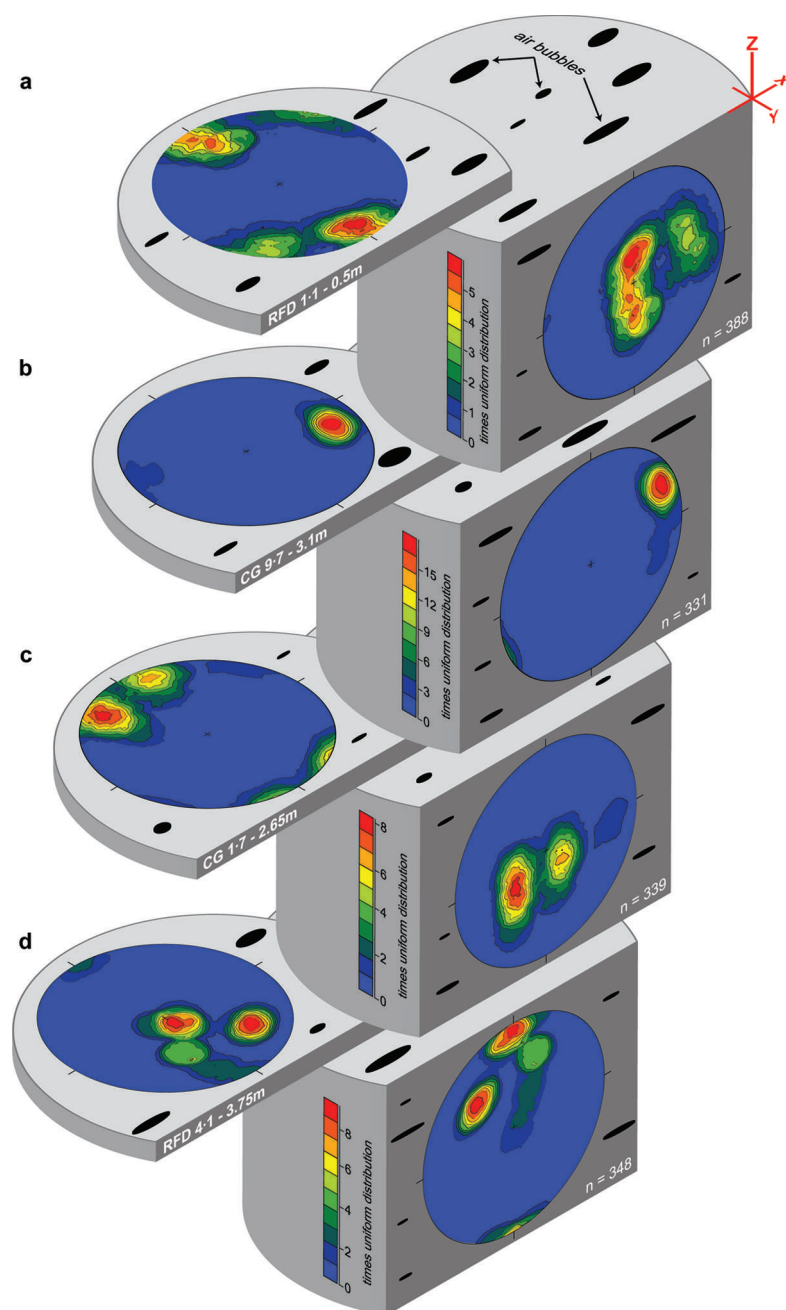 a
air bubbles
Z
X
Y
RFD 1·1 - 0.5m
5
4
3
2
1
0
times uniform distribution
n = 388
b
CG 9·7 - 3.1m
15
12
9
6
3
0
times uniform distribution
n = 331
c
CG 1·7 - 2.65m
8
6
4
2
0
times uniform distribution
n = 339
d
RFD 4·1 - 3.75m
8
6
4
2
0
times uniform distribution
n = 348